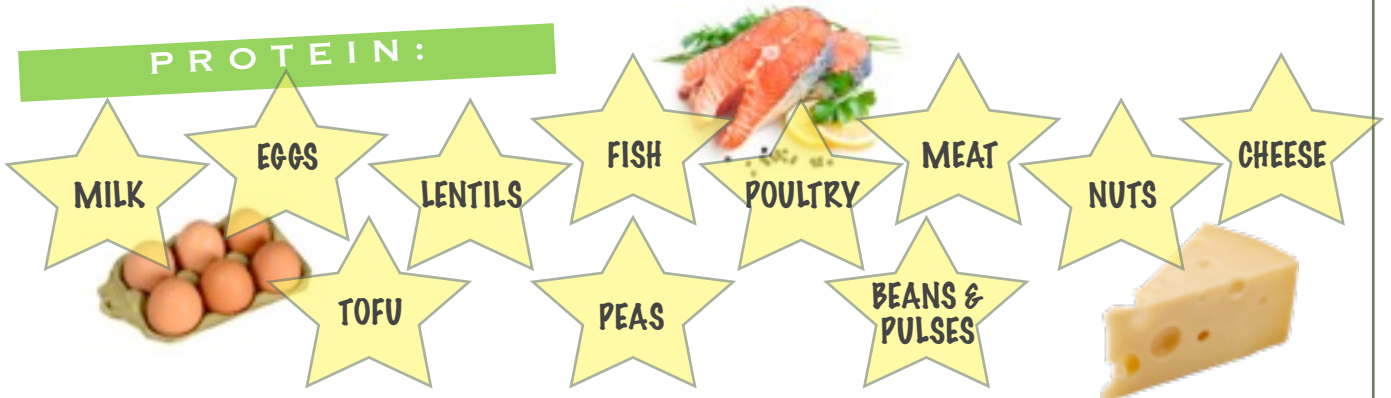 PROTEIN:
MILK
EGGS
LENTILS
FISH
POULTRY
MEAT
NUTS
CHEESE
TOFU
PEAS
BEANS &
PULSES